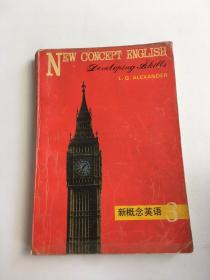 NEW CONCEPT ENGLISH
Developing Skills
L. G. ALEXANDER
新概念英语 3